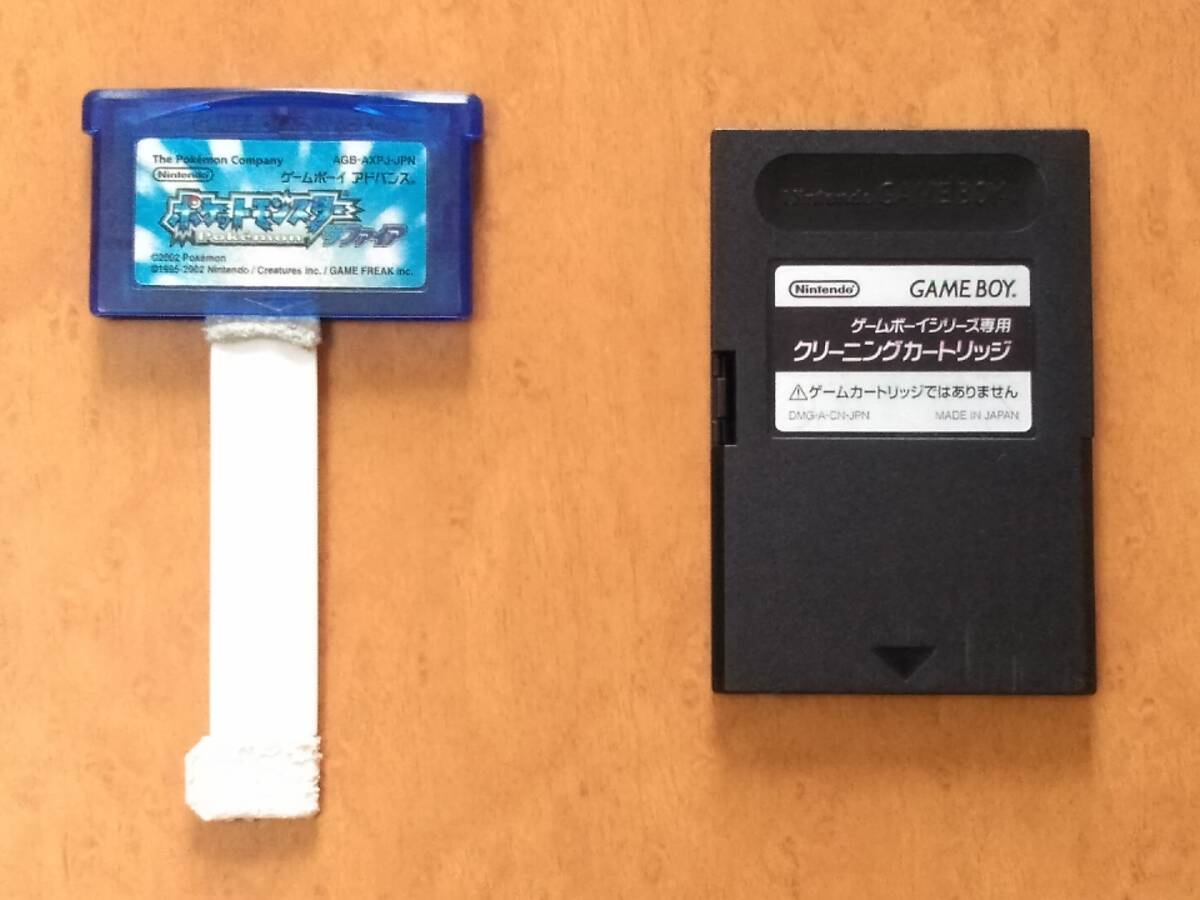 The Pokémon Company AGB-AXPJ-JPN
Nintendo ゲームボーイ アドバンス®
ポケットモンスター
Pokémon サファイア
©2002 Pokémon
©1995-2002 Nintendo / Creatures inc. / GAME FREAK inc.
Nintendo GAME BOY
Nintendo GAME BOY®
ゲームボーイシリーズ専用
クリーニングカートリッジ
⚠ゲームカートリッジではありません
DMG-A-CN-JPN MADE IN JAPAN